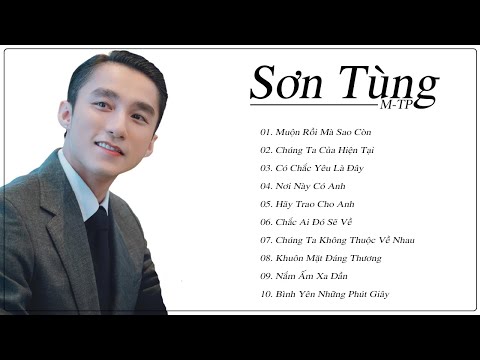 Sơn Tùng
M-TP
01. Muộn Rồi Mà Sao Còn
02. Chúng Ta Của Hiện Tại
03. Có Chắc Yêu Là Đây
04. Nơi Này Có Anh
05. Hãy Trao Cho Anh
06. Chắc Ai Đó Sẽ Về
07. Chúng Ta Không Thuộc Về Nhau
08. Khuôn Mặt Đáng Thương
09. Nắm Ấm Xa Dần
10. Bình Yên Những Phút Giây